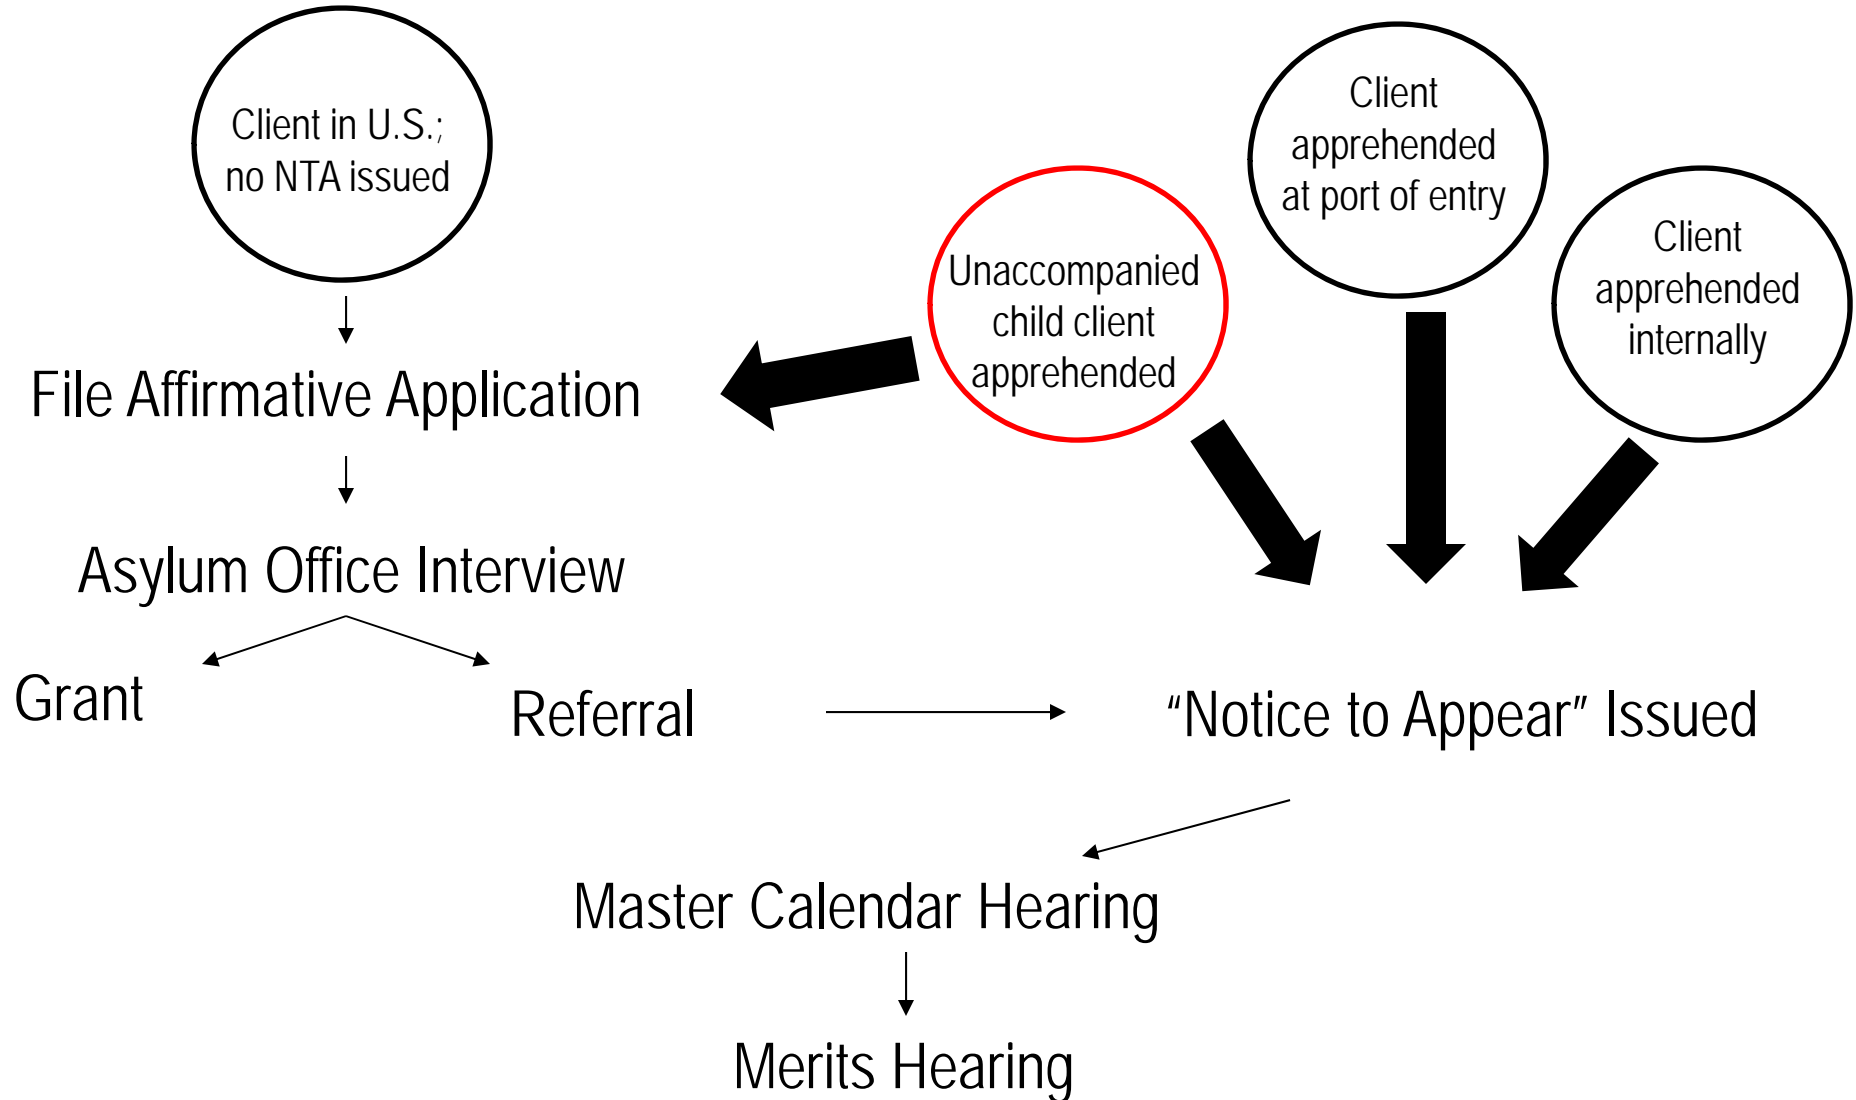 Client in U.S.;
no NTA issued
Client
apprehended
at port of entry
Unaccompanied
child client
apprehended
Client
apprehended
internally
File Affirmative Application
Asylum Office Interview
Grant
Referral
“Notice to Appear” Issued
Master Calendar Hearing
Merits Hearing